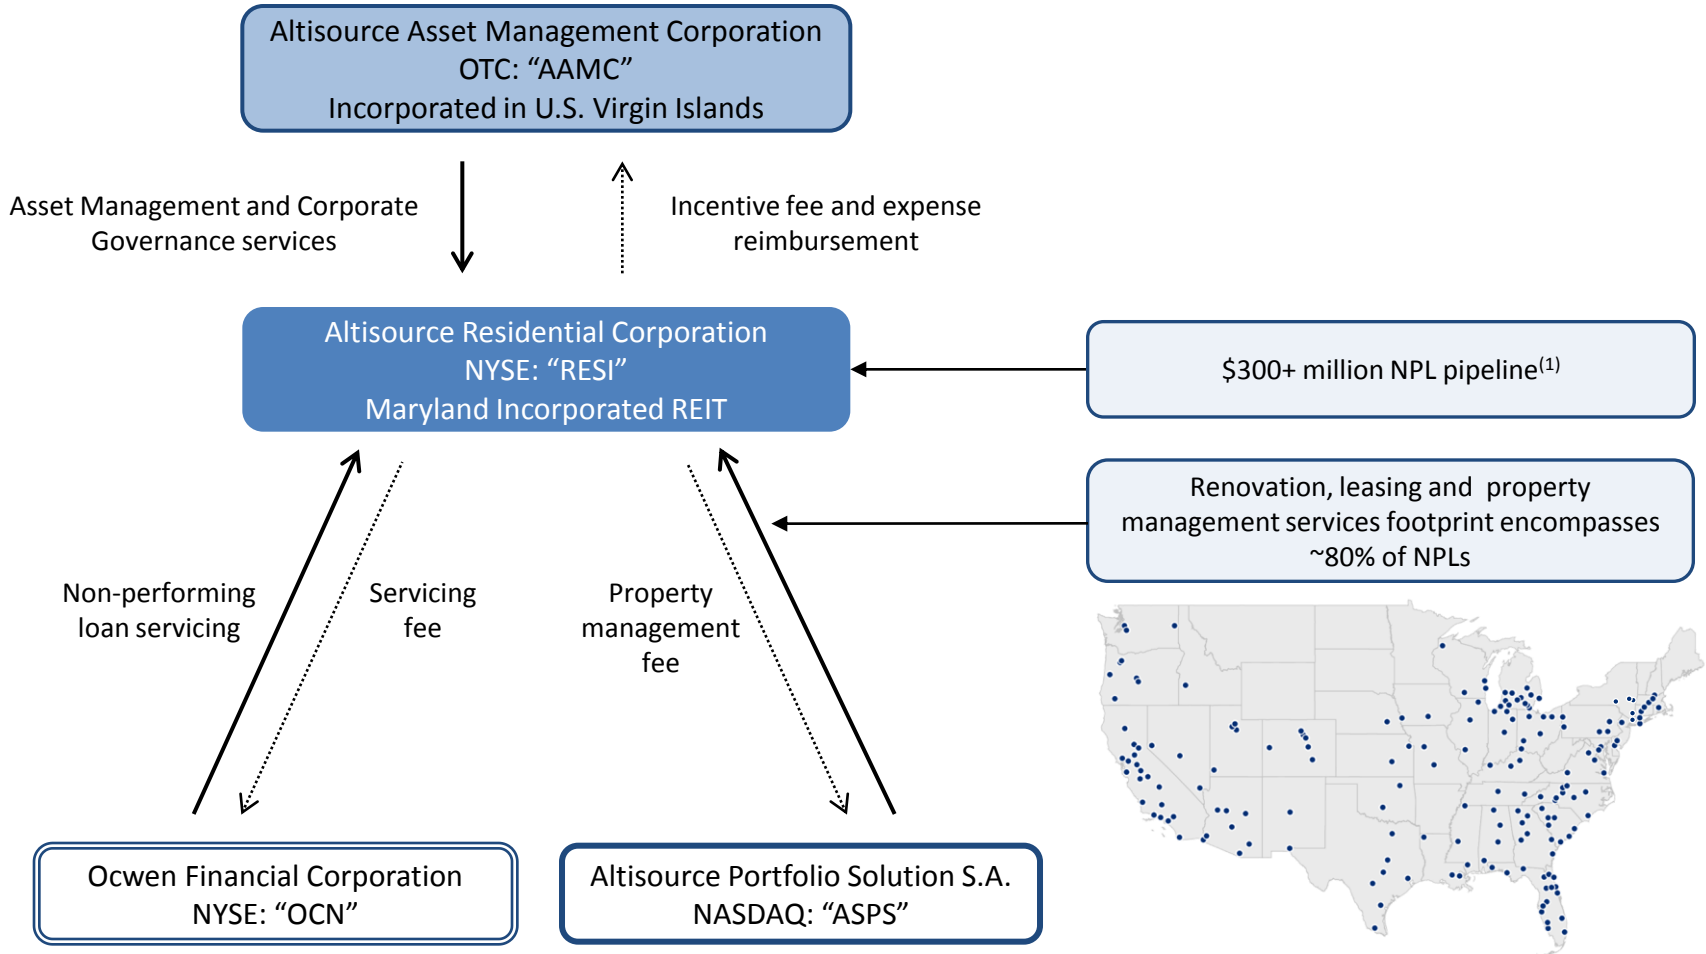 Altisource Asset Management Corporation
OTC: “AAMC”
Incorporated in U.S. Virgin Islands
Asset Management and Corporate
Governance services
Incentive fee and expense
reimbursement
Altisource Residential Corporation
NYSE: “RESI”
Maryland Incorporated REIT
$300+ million NPL pipeline(1)
Renovation, leasing and property
management services footprint encompasses
~80% of NPLs
Non-performing
loan servicing
Servicing
fee
Property
management
fee
Ocwen Financial Corporation
NYSE: “OCN”
Altisource Portfolio Solution S.A.
NASDAQ: “ASPS”